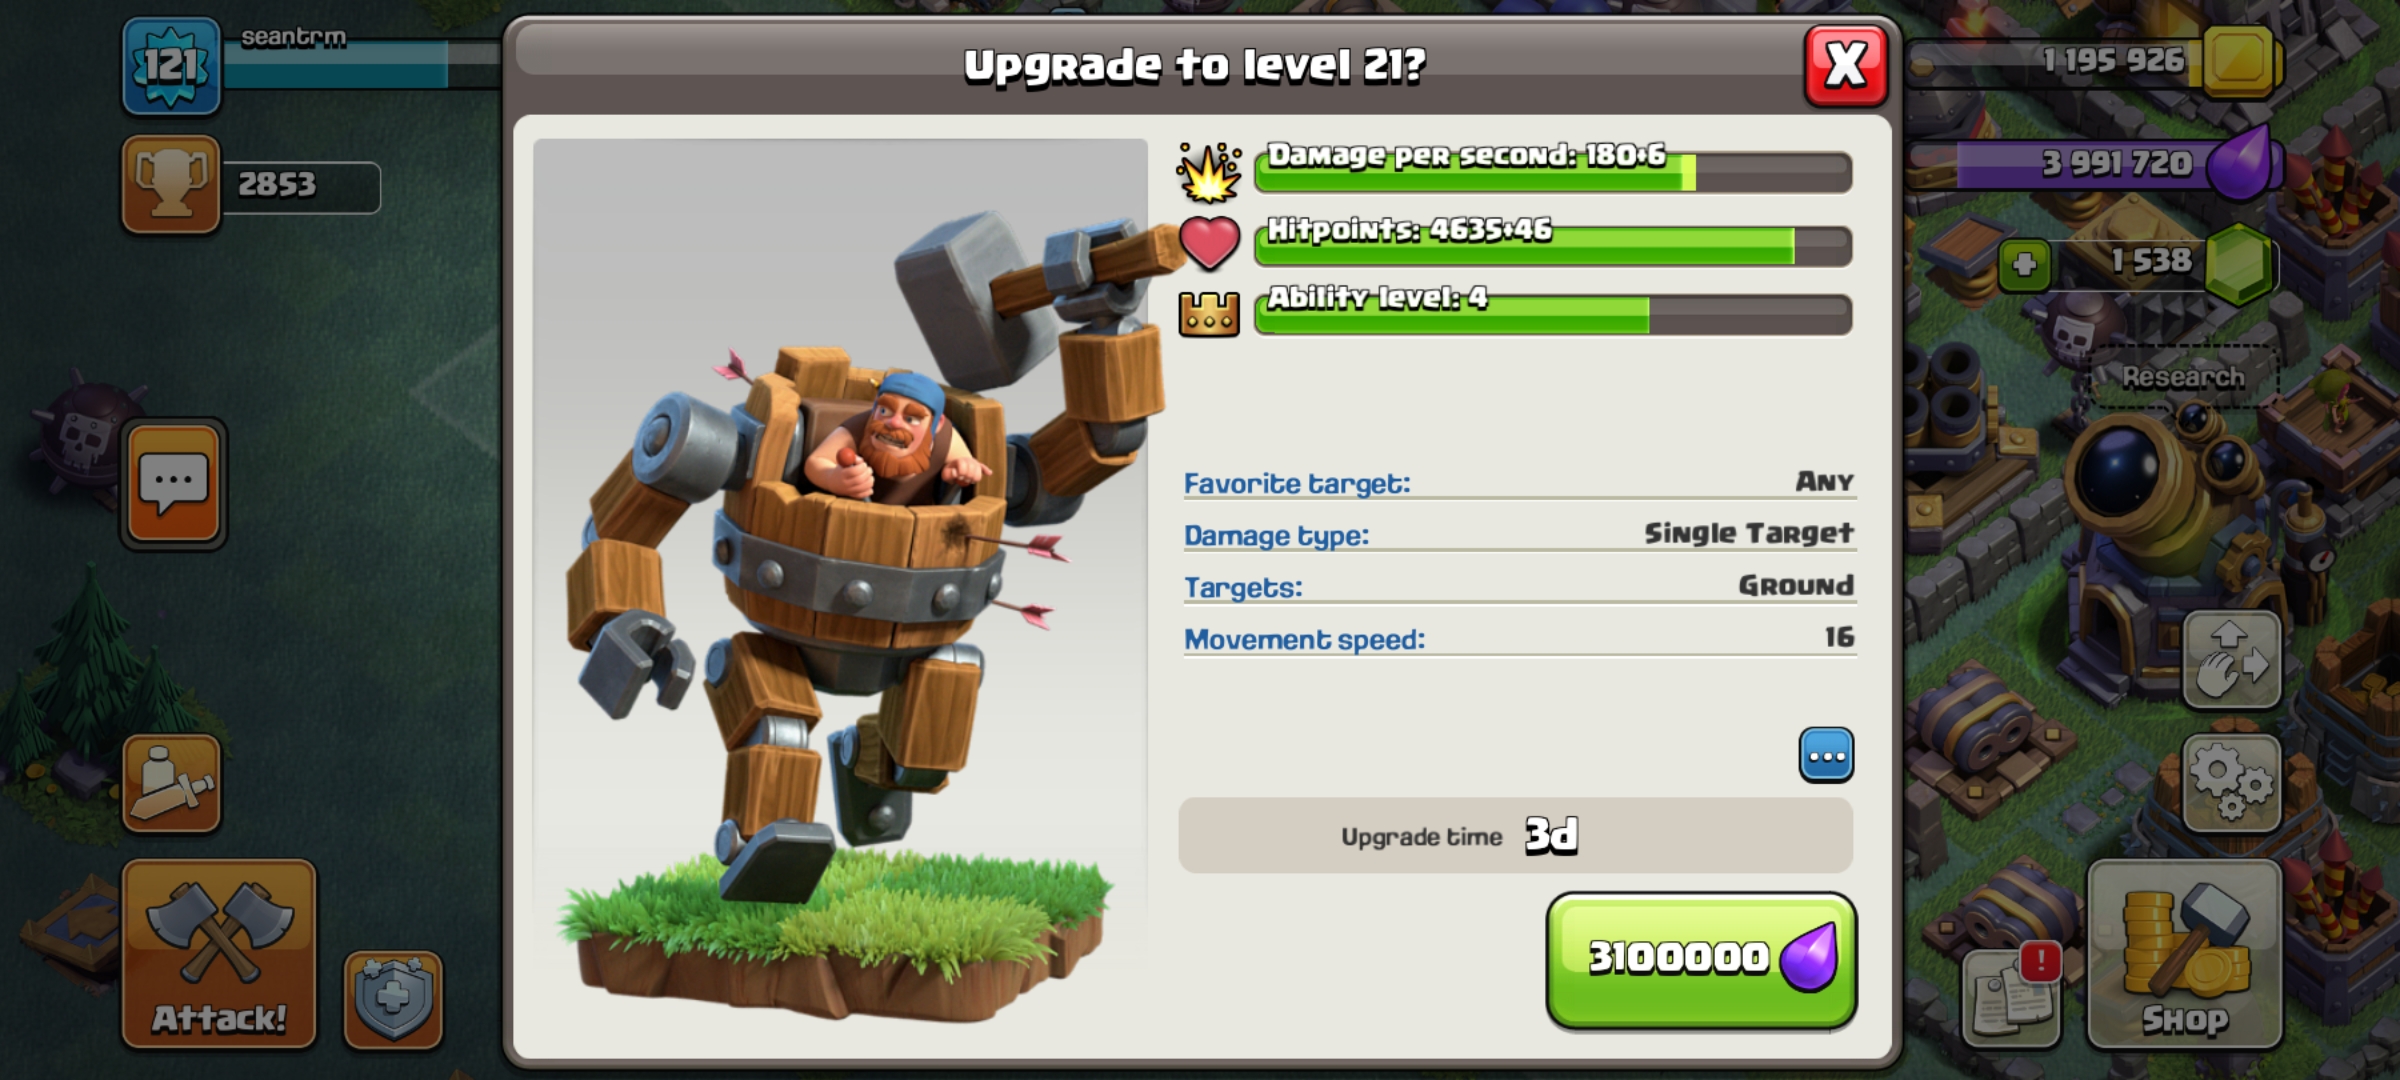 121
seantrm
2853
Attack!
Upgrade to level 21?
X
Damage per second: 180+6
Hitpoints: 4635+46
Ability level: 4
Favorite target: Any
Damage type: Single Target
Targets: Ground
Movement speed: 16
Upgrade time 3d
3100000
1 195 926
3 991 720
1 538
Research
!
Shop